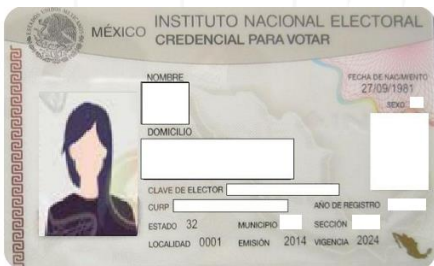 MÉXICO INSTITUTO NACIONAL ELECTORAL
CREDENCIAL PARA VOTAR
NOMBRE
FECHA DE NACIMIENTO
27/09/1981
SEXO
DOMICILIO
CLAVE DE ELECTOR
CURP AÑO DE REGISTRO
ESTADO 32 MUNICIPIO SECCIÓN
LOCALIDAD 0001 EMISIÓN 2014 VIGENCIA 2024